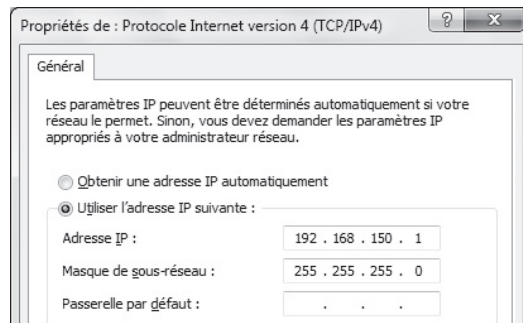 Propriétés de : Protocole Internet version 4 (TCP/IPv4)
Général
Les paramètres IP peuvent être déterminés automatiquement si votre
réseau le permet. Sinon, vous devez demander les paramètres IP
appropriés à votre administrateur réseau.
Obtenir une adresse IP automatiquement
Utiliser l'adresse IP suivante :
Adresse IP : 192 . 168 . 150 . 1
Masque de sous-réseau : 255 . 255 . 255 . 0
Passerelle par défaut : . . .